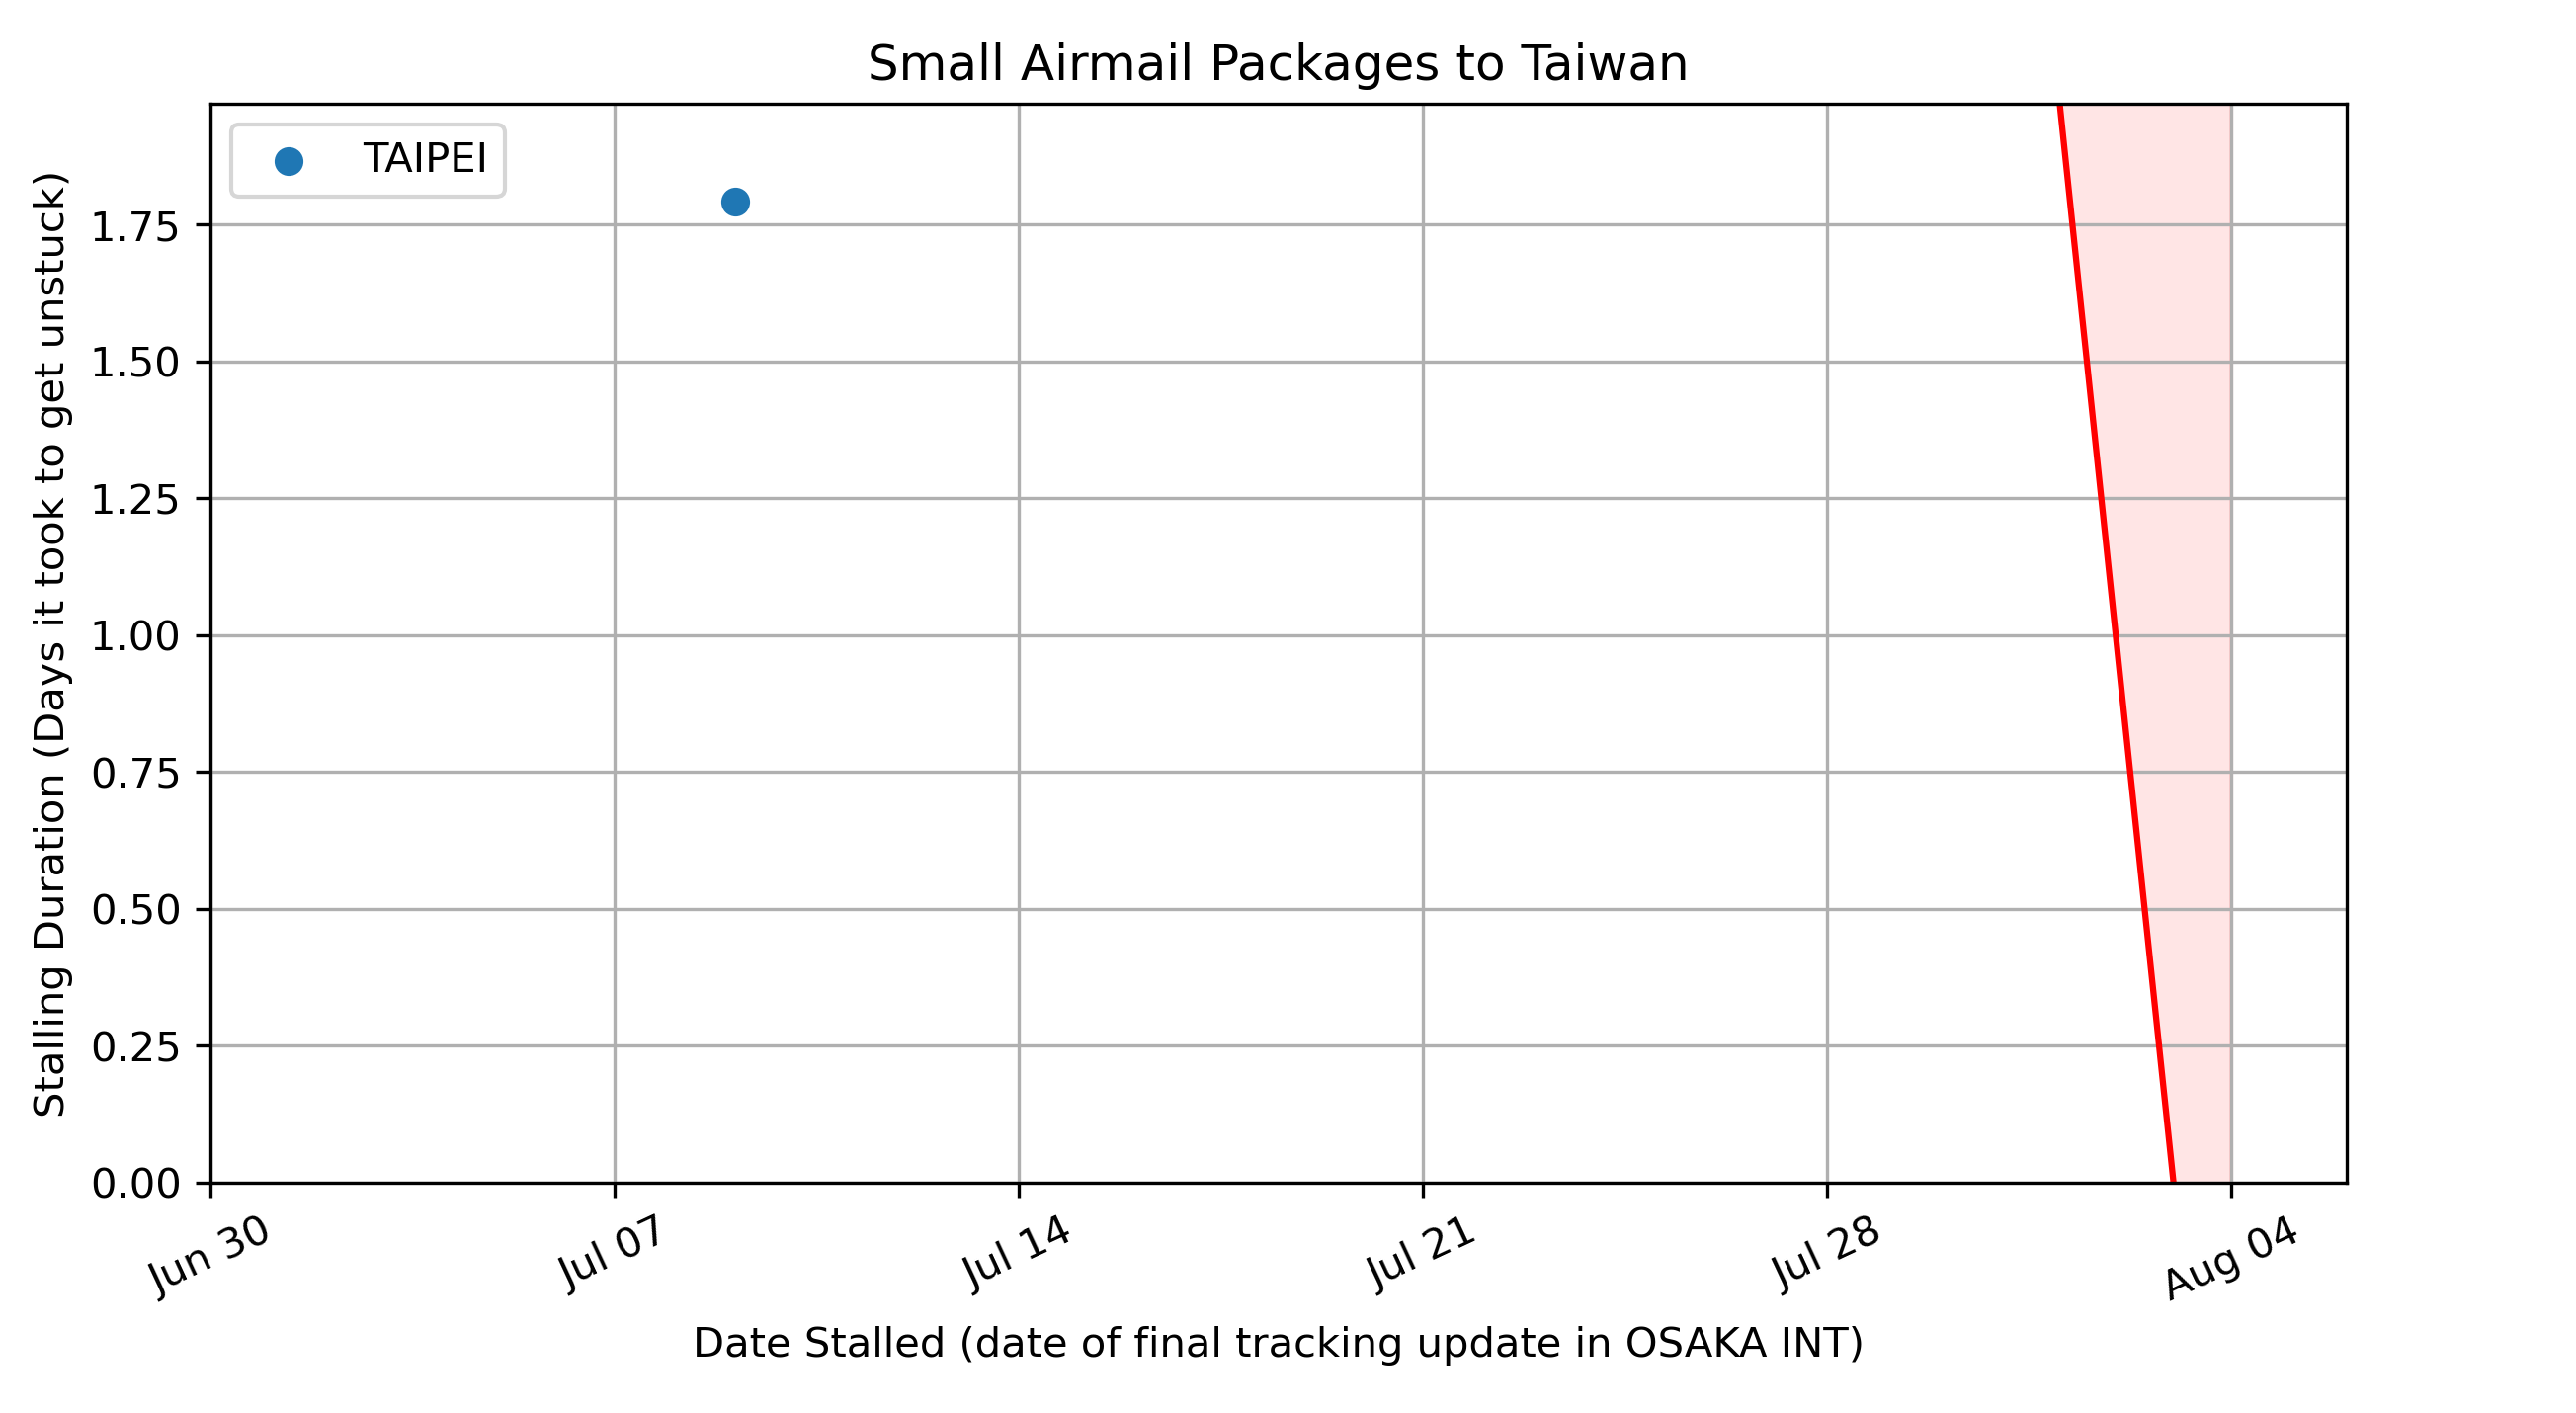 Small Airmail Packages to Taiwan
TAIPEI
Stalling Duration (Days it took to get unstuck)
1.75
1.50
1.25
1.00
0.75
0.50
0.25
0.00
Jun 30
Jul 07
Jul 14
Jul 21
Jul 28
Aug 04
Date Stalled (date of final tracking update in OSAKA INT)